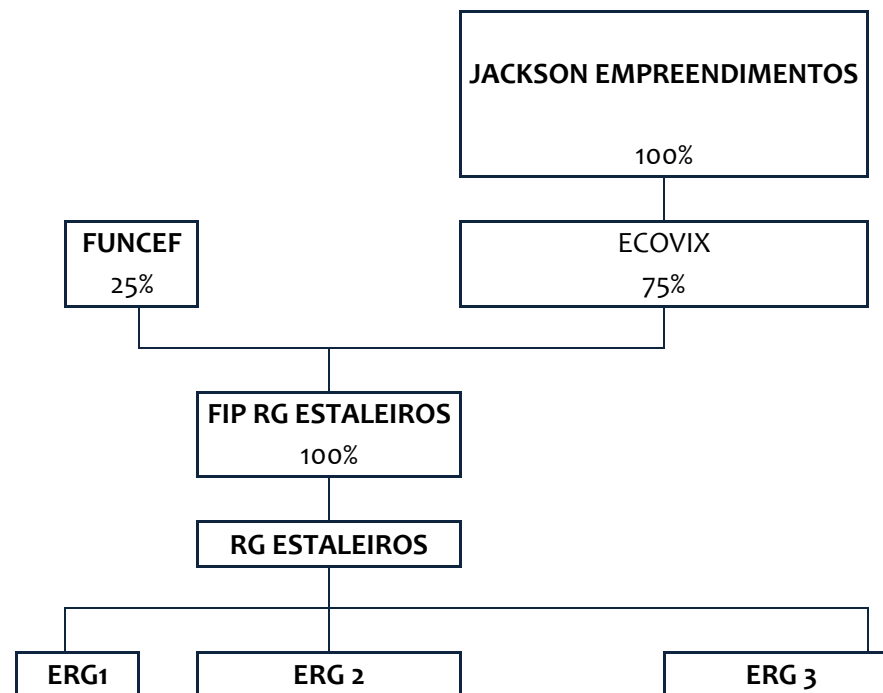 JACKSON EMPREENDIMENTOS
100%
FUNCEF
25%
ECOVIX
75%
FIP RG ESTALEIROS
100%
RG ESTALEIROS
ERG1
ERG 2
ERG 3